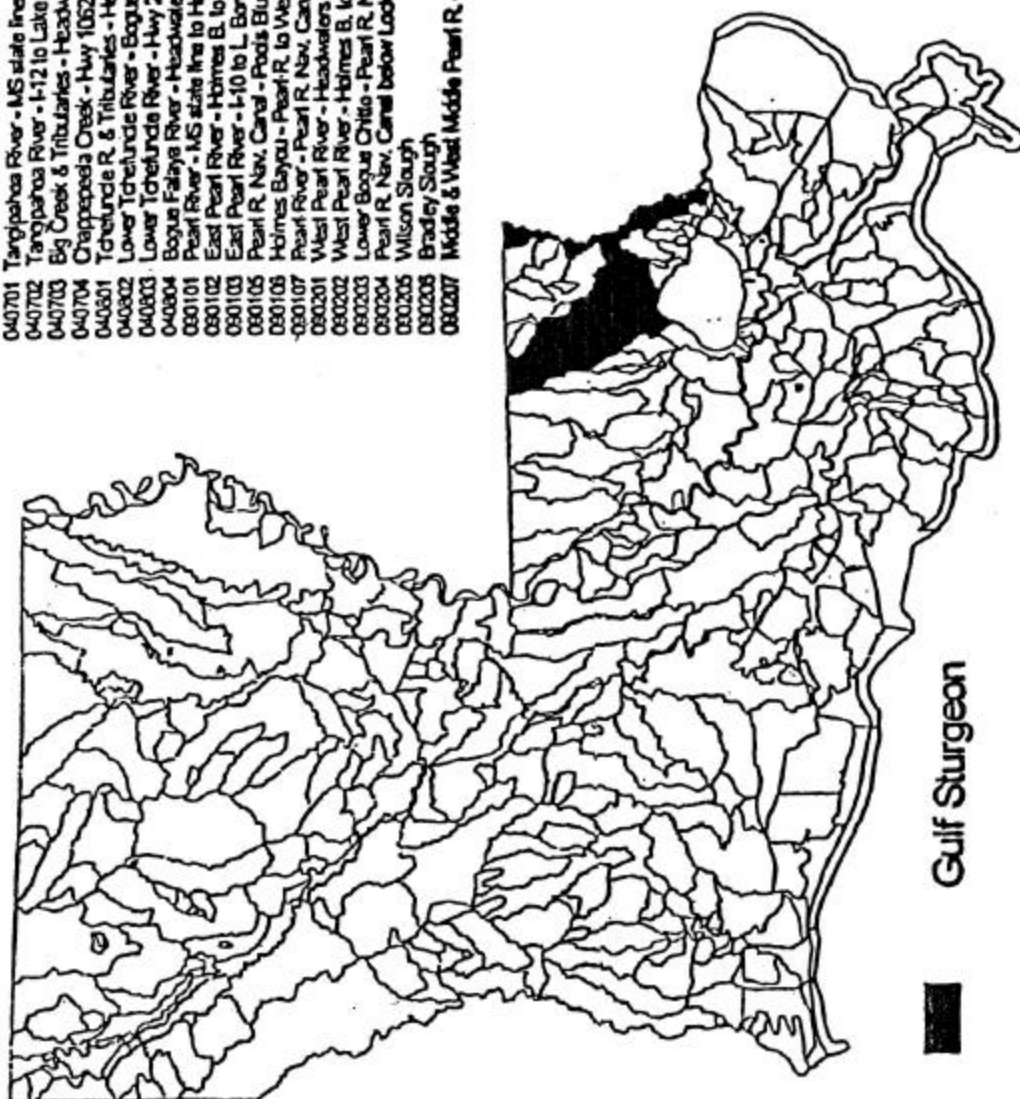 040701 Tangipahoa River - MS state line
040702 Tangipahoa River - I-12 to Lake
040703 Big Creek & Tributaries - Headw
040704 Chappepeela Creek - Hwy 1062
040801 Tchefuncte R. & Tributaries - He
040802 Lower Tchefuncte River - Bogue
040803 Lower Tchefuncte River - Hwy 2
040804 Bogue Falaya River - Headwate
090101 Pearl River - MS state line to H
090102 East Pearl River - Holmes B. to
090103 East Pearl River - I-10 to L. Bor
090105 Pearl R. Nav. Canal - Pools Blu
090106 Holmes Bayou - Pearl R. to We
090107 Pearl River - Pearl R. Nav. Can
090201 West Pearl River - Headwaters
090202 West Pearl River - Holmes B. to
090203 Lower Bogue Chitto - Pearl R. N
090204 Pearl R. Nav. Canal below Lock
090205 Wilson Slough
090206 Bradley Slough
090207 Middle & West Middle Pearl R. -
Gulf Sturgeon